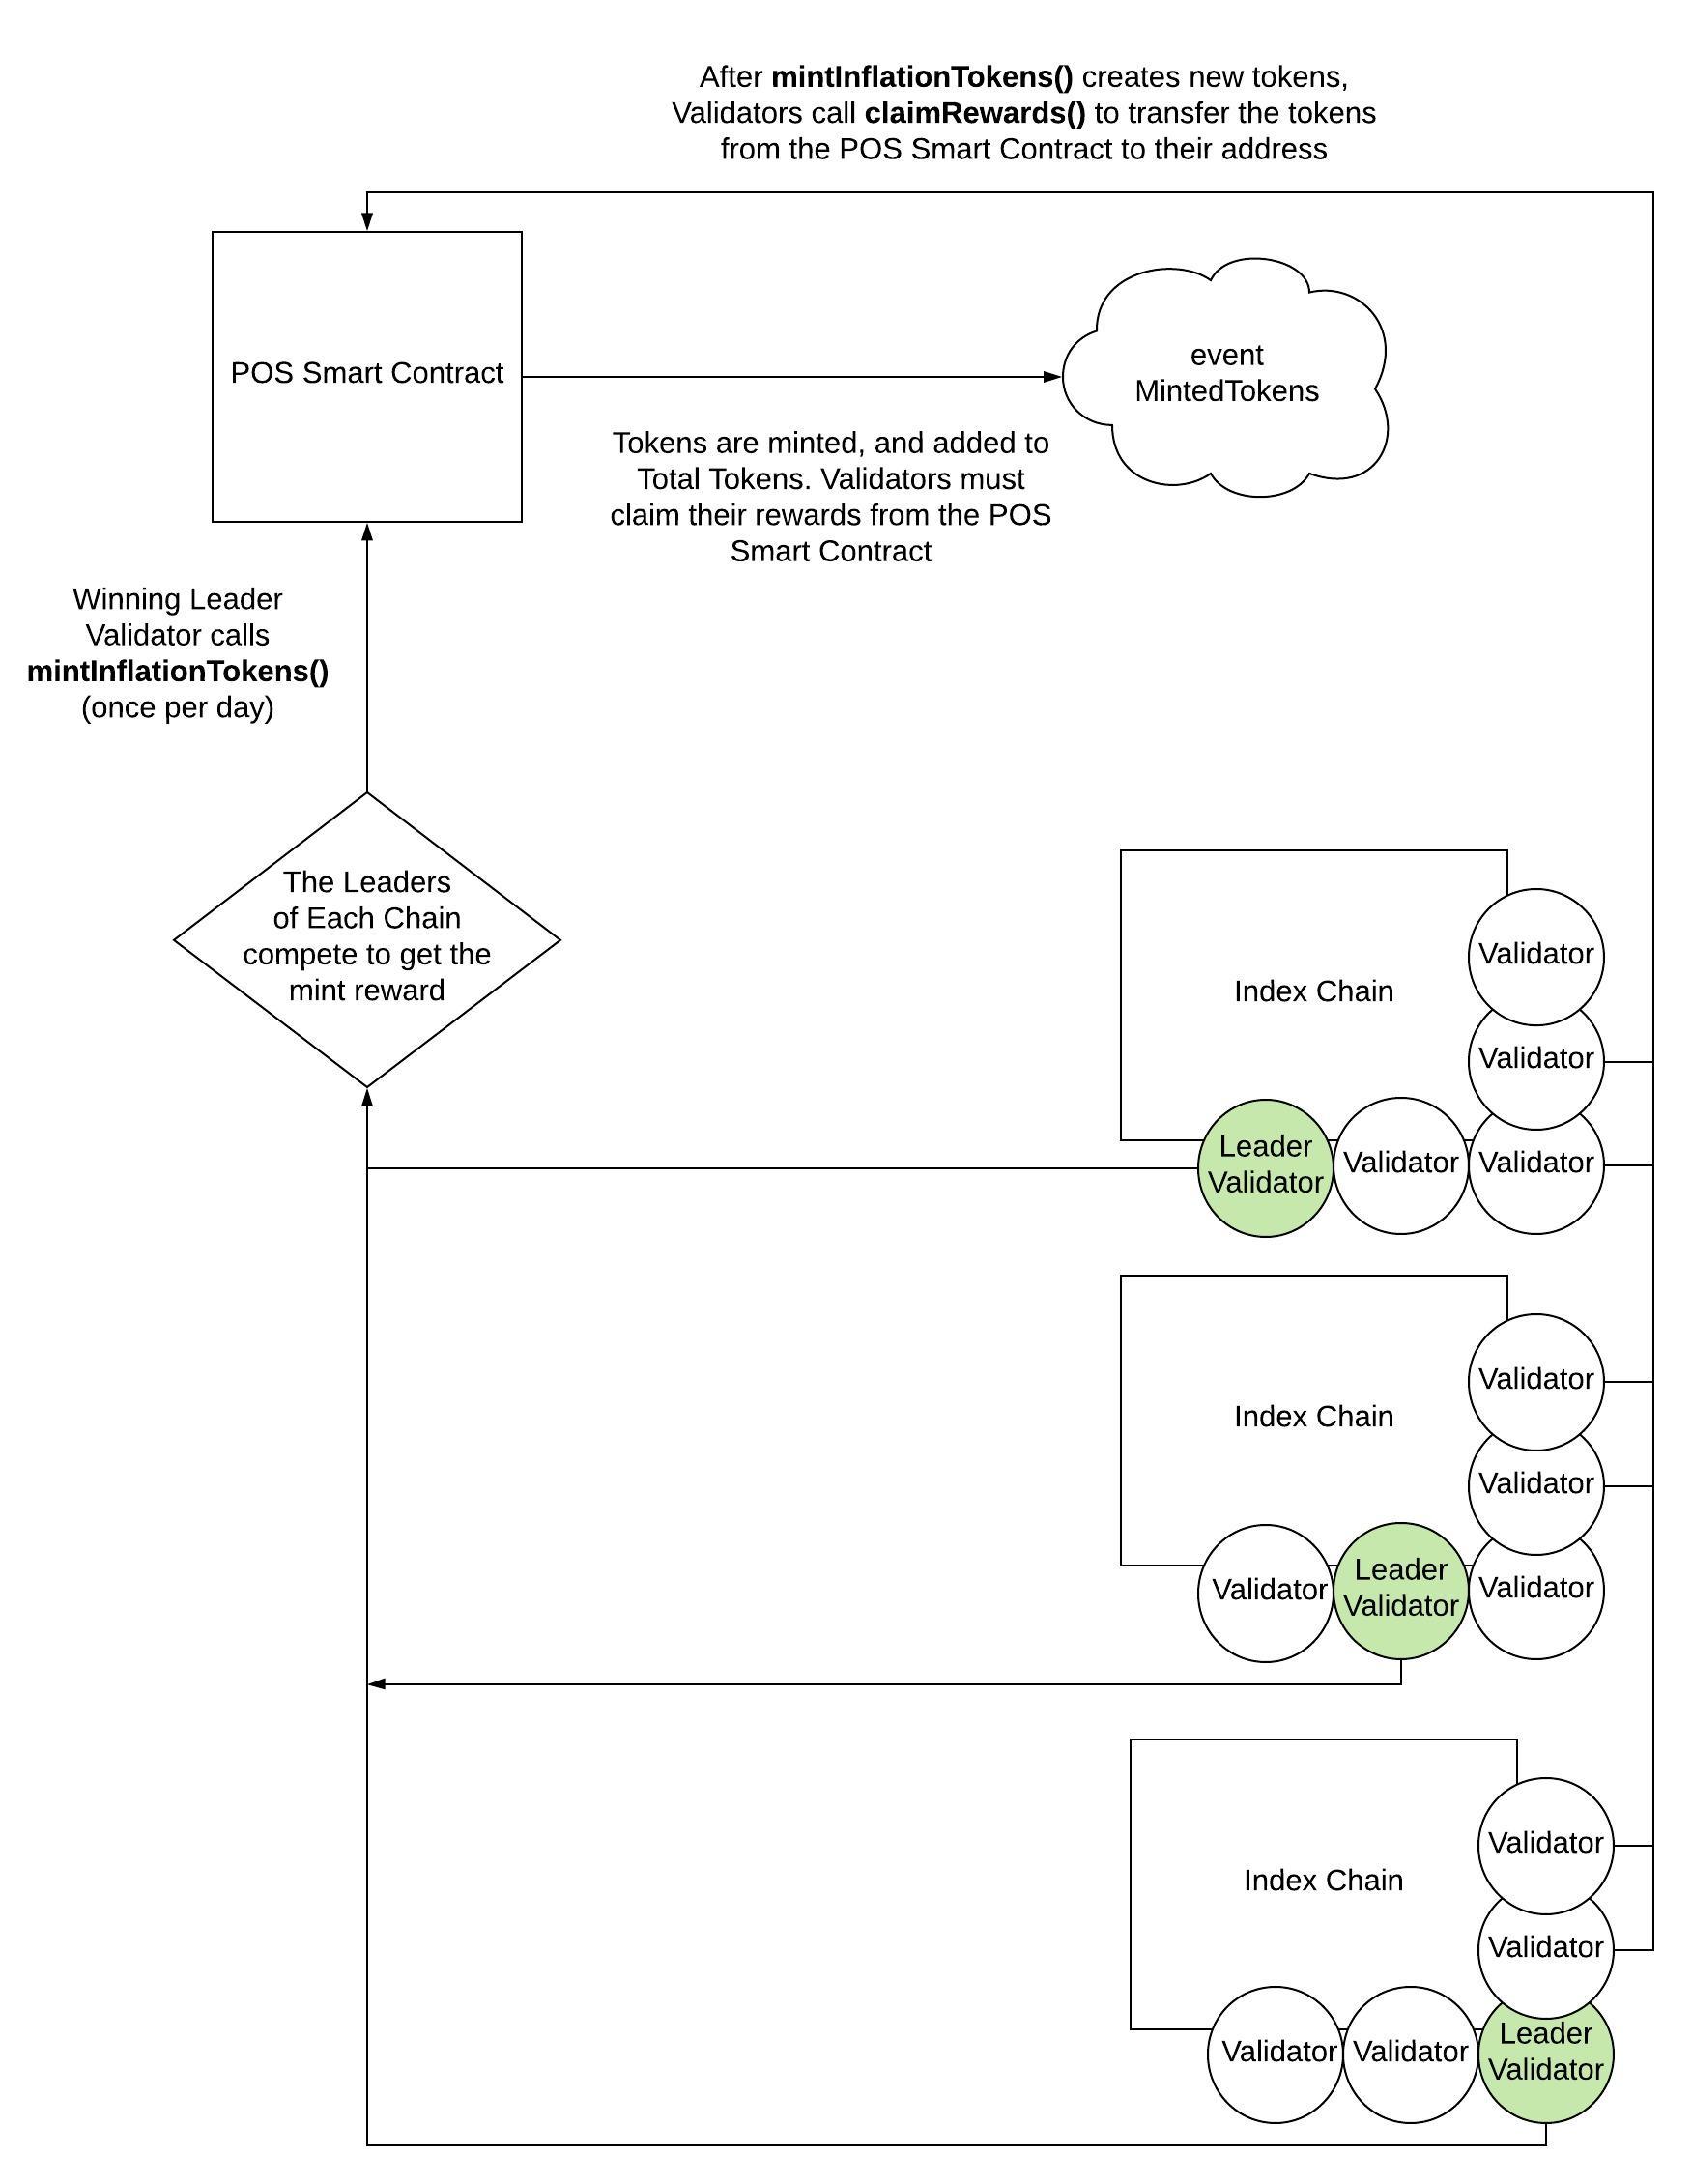 After mintInflationTokens() creates new tokens,
Validators call claimRewards() to transfer the tokens
from the POS Smart Contract to their address
POS Smart Contract
event
MintedTokens
Tokens are minted, and added to
Total Tokens. Validators must
claim their rewards from the POS
Smart Contract
Winning Leader
Validator calls
mintInflationTokens()
(once per day)
The Leaders
of Each Chain
compete to get the
mint reward
Index Chain
Validator
Validator
Leader
Validator
Validator
Validator
Index Chain
Validator
Validator
Validator
Leader
Validator
Validator
Index Chain
Validator
Validator
Validator
Validator
Leader
Validator